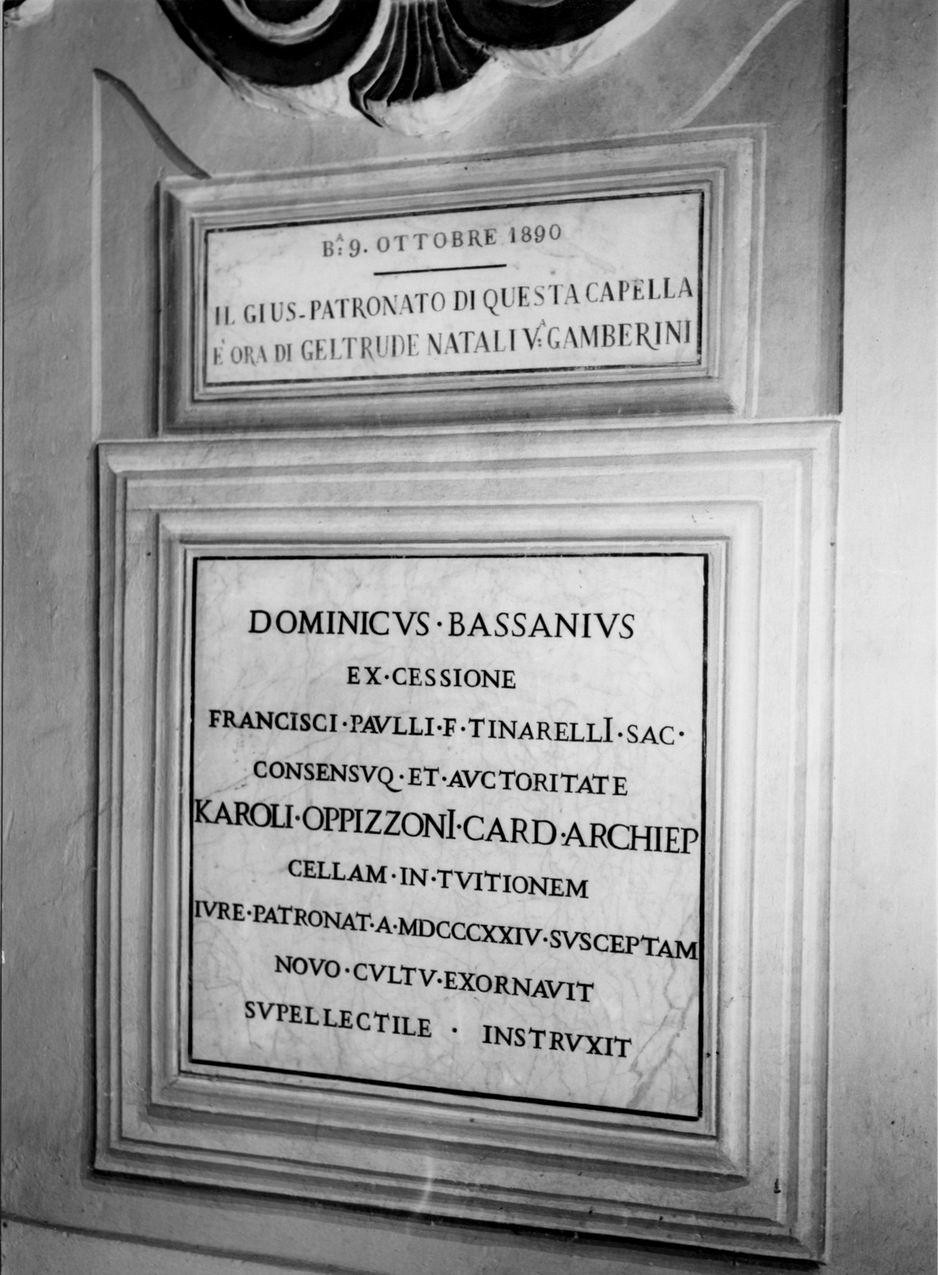 Bᴬ: 9. OTTOBRE 1890
IL GIUS-PATRONATO DI QUESTA CAPELLA
E' ORA DI GELTRUDE NATALI Vᴬ: GAMBERINI
DOMINICVS·BASSANIVS
EX·CESSIONE
FRANCISCI·PAVLLI·F·TINARELLI·SAC·
CONSENSVQ·ET·AVCTORITATE
KAROLI·OPPIZZONI·CARD·ARCHIEP
CELLAM·IN·TVITIONEM
IVRE·PATRONAT·A·MDCCCXXIV·SVSCEPTAM
NOVO·CVLTV·EXORNAVIT
SVPELLECTILE · INSTRVXIT